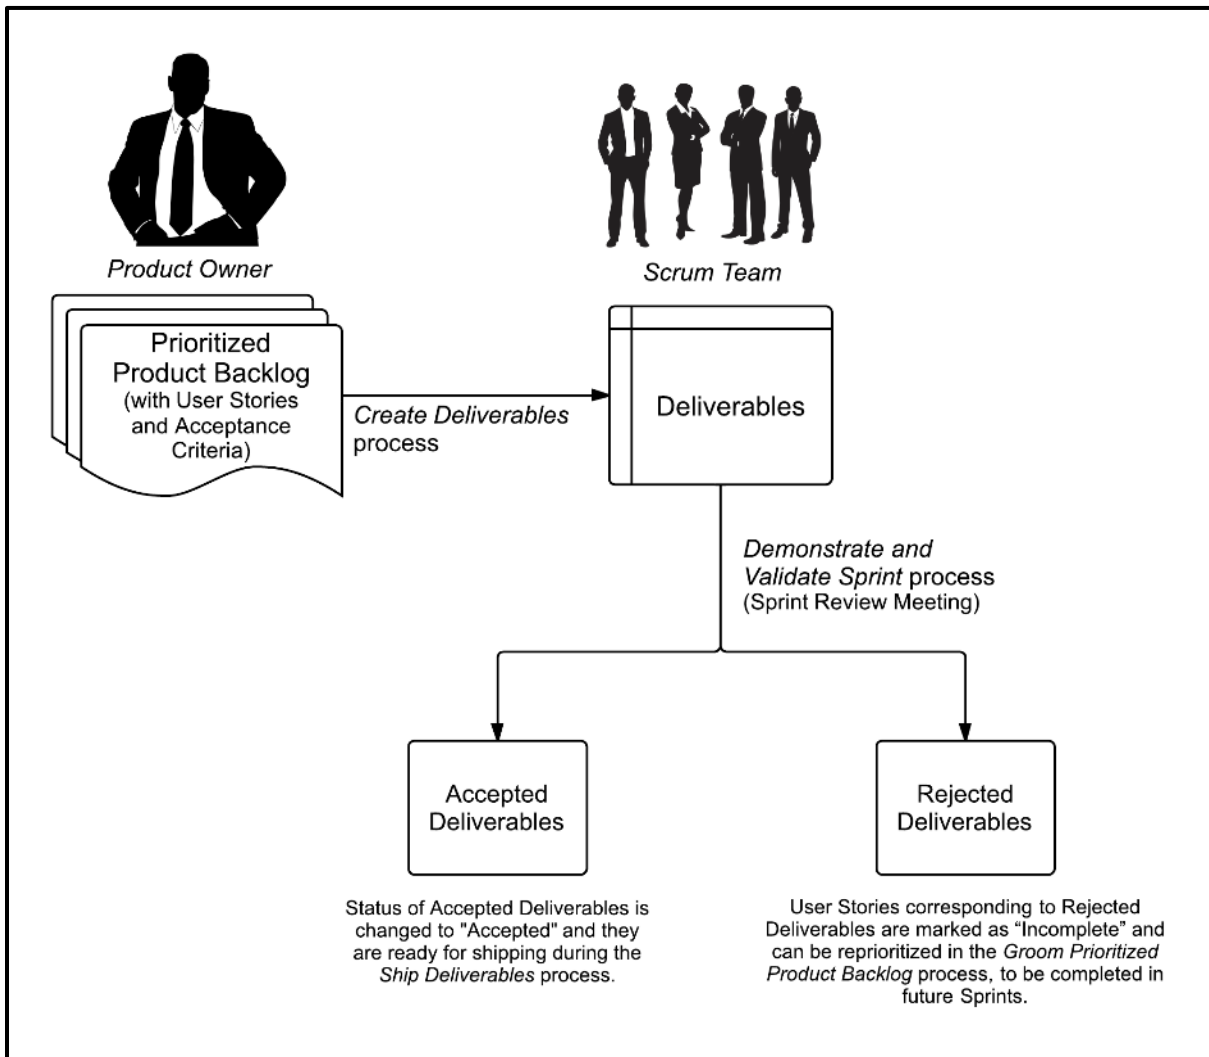 Product Owner
Scrum Team
Prioritized
Product Backlog
(with User Stories
and Acceptance
Criteria)
Create Deliverables
process
Deliverables
Demonstrate and
Validate Sprint process
(Sprint Review Meeting)
Accepted
Deliverables
Rejected
Deliverables
Status of Accepted Deliverables is
changed to "Accepted" and they
are ready for shipping during the
Ship Deliverables process.
User Stories corresponding to Rejected
Deliverables are marked as “Incomplete” and
can be reprioritized in the Groom Prioritized
Product Backlog process, to be completed in
future Sprints.